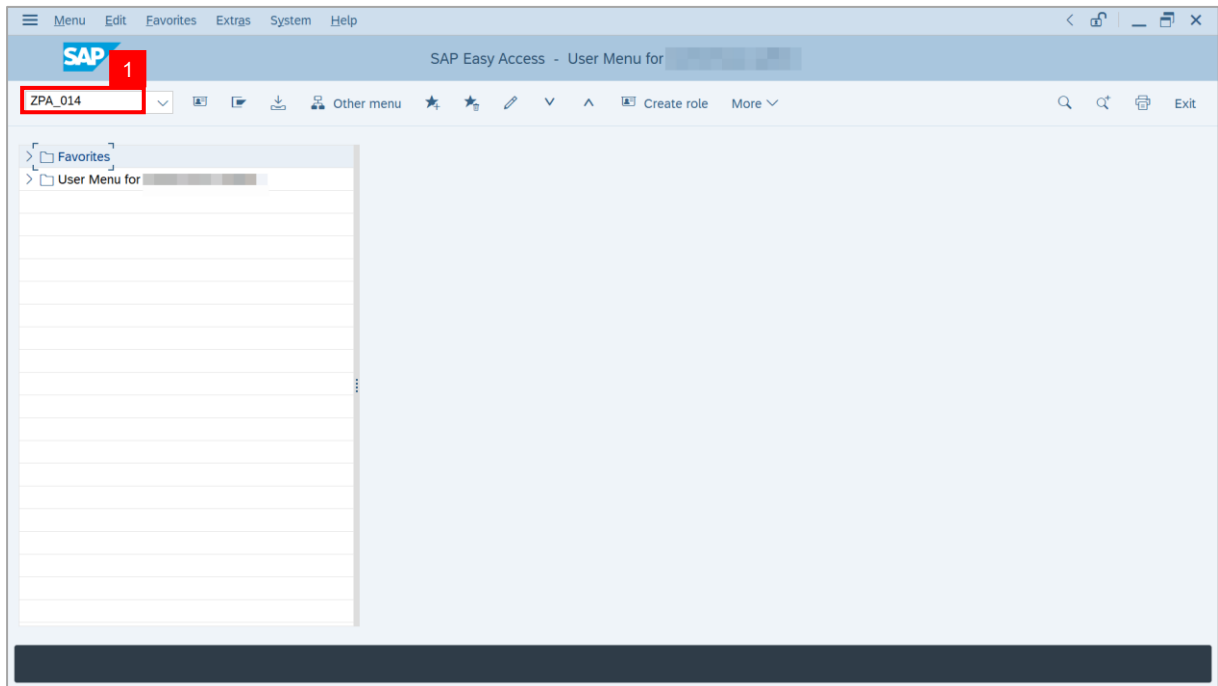 Menu Edit Favorites Extras System Help
SAP
SAP Easy Access - User Menu for
1
ZPA_014
Other menu
Create role
More
Exit
Favorites
User Menu for